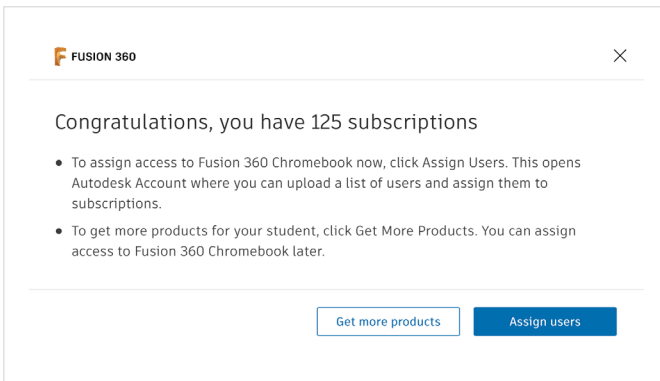 FUSION 360
Congratulations, you have 125 subscriptions
● To assign access to Fusion 360 Chromebook now, click Assign Users. This opens
Autodesk Account where you can upload a list of users and assign them to
subscriptions.
● To get more products for your student, click Get More Products. You can assign
access to Fusion 360 Chromebook later.
Get more products
Assign users